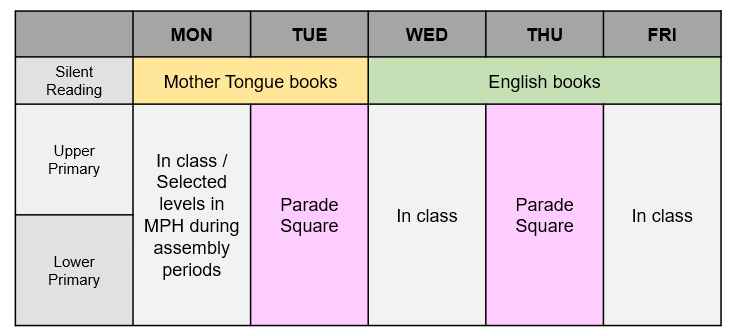 MON TUE WED THU FRI
Silent
Reading
Mother Tongue books
English books
Upper
Primary
Lower
Primary
In class /
Selected
levels in
MPH during
assembly
periods
Parade
Square
In class
Parade
Square
In class